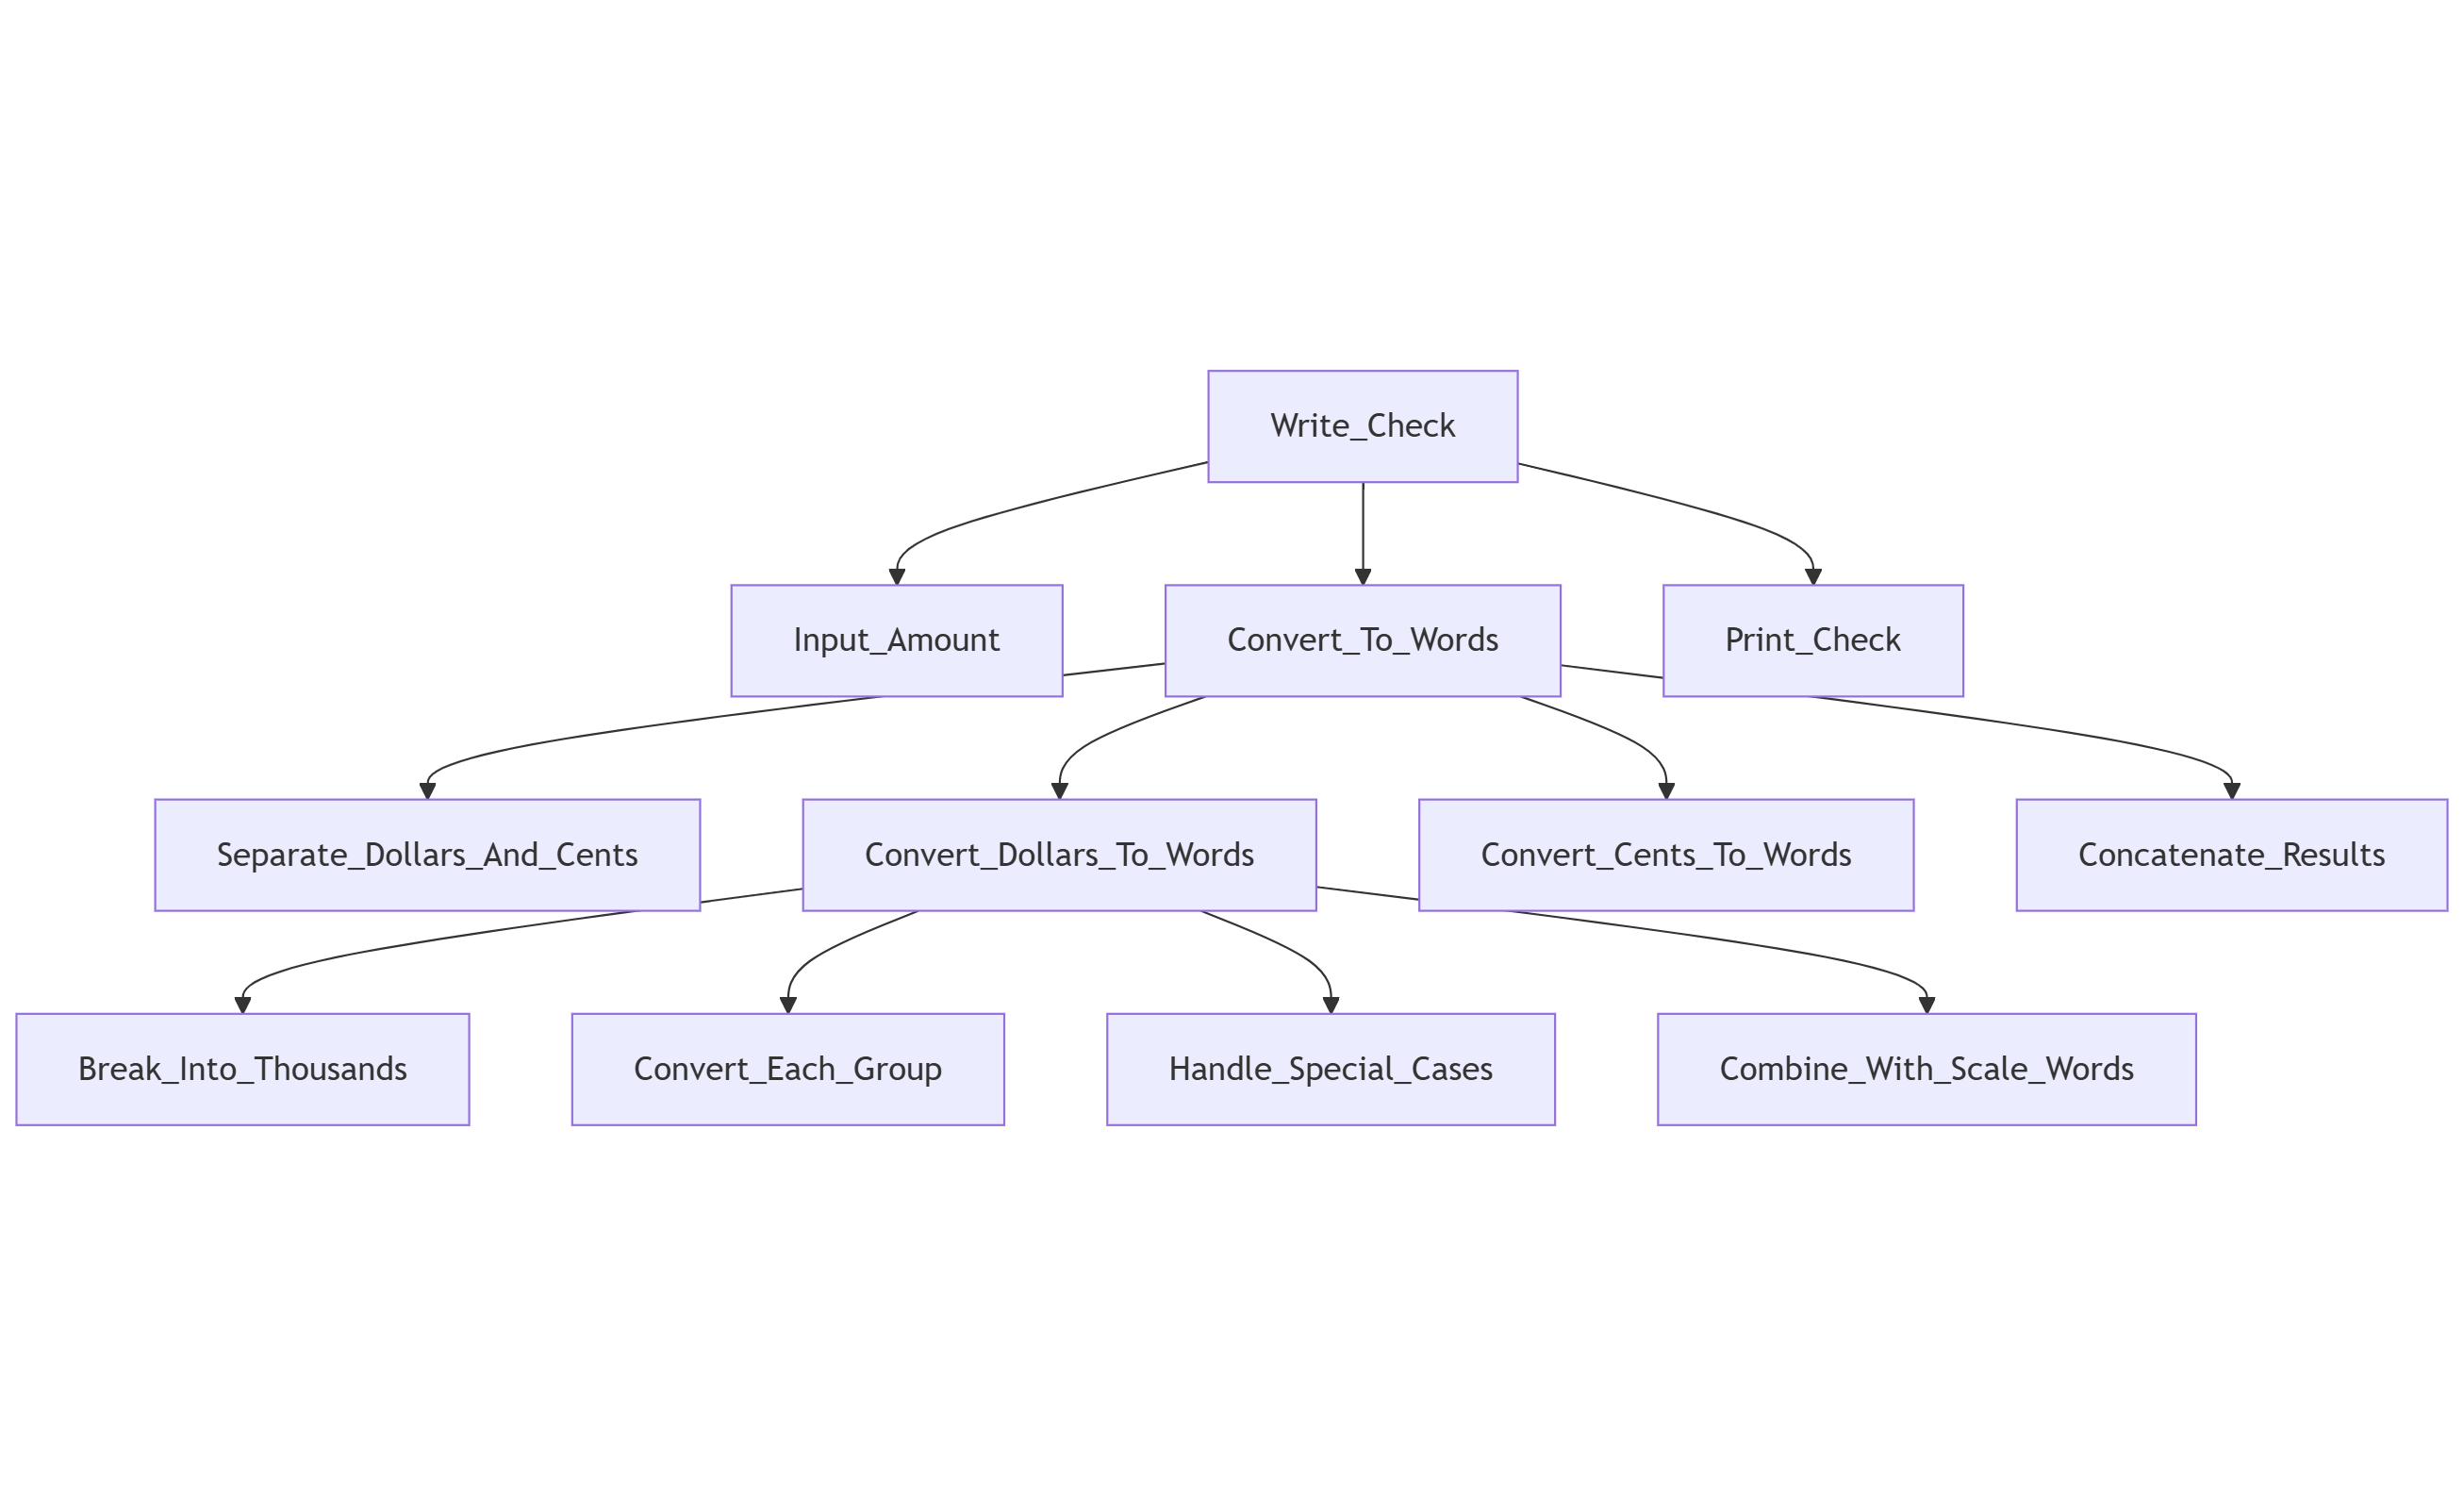 Write_Check
Input_Amount
Convert_To_Words
Print_Check
Separate_Dollars_And_Cents
Convert_Dollars_To_Words
Convert_Cents_To_Words
Concatenate_Results
Break_Into_Thousands
Convert_Each_Group
Handle_Special_Cases
Combine_With_Scale_Words